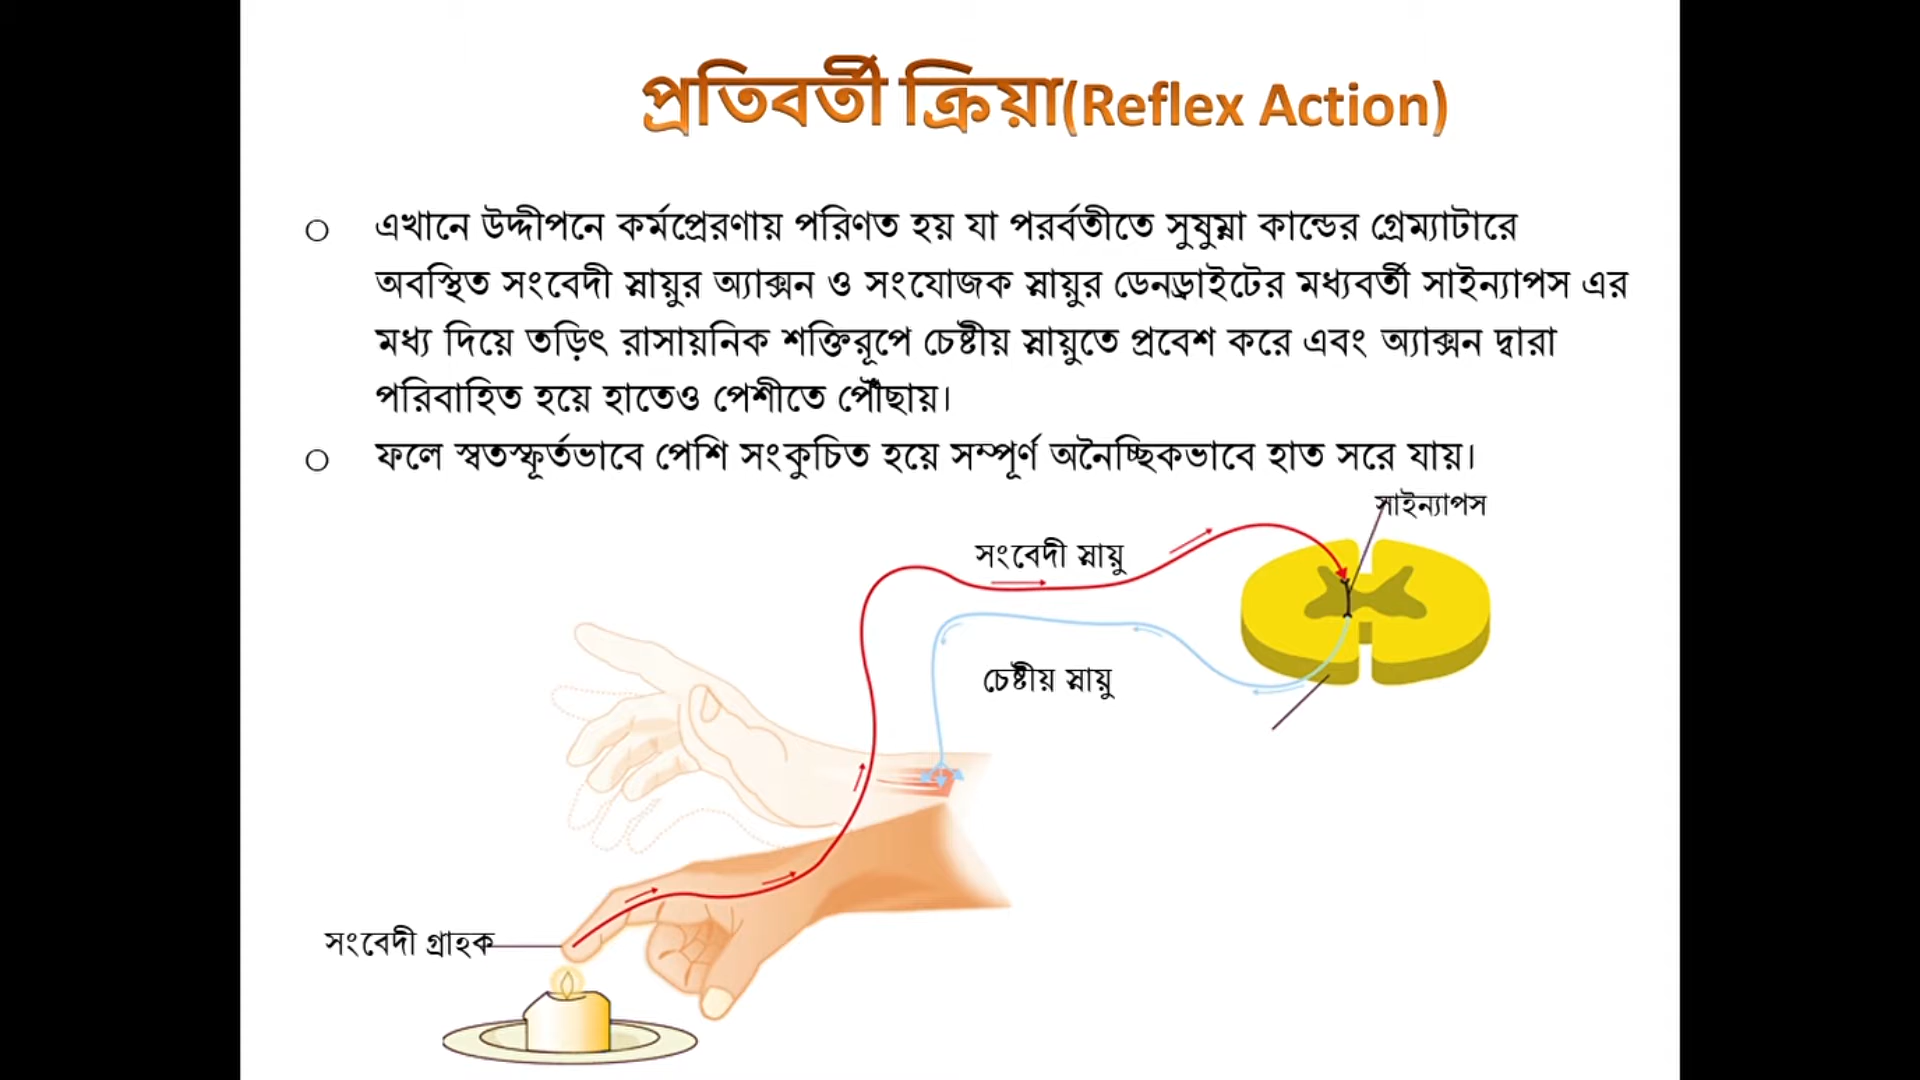 প্রতিবর্তী ক্রিয়া(Reflex Action)
এখানে উদ্দীপনে কর্মপ্রেরণায় পরিণত হয় যা পরর্বতীতে সুষুম্না কান্ডের গ্রেম্যাটারে
অবস্থিত সংবেদী স্নায়ুর অ্যাক্সন ও সংযোজক স্নায়ুর ডেনড্রাইটের মধ্যবর্তী সাইন্যাপস এর
মধ্য দিয়ে তড়িৎ রাসায়নিক শক্তিরূপে চেষ্টীয় স্নায়ুতে প্রবেশ করে এবং অ্যাক্সন দ্বারা
পরিবাহিত হয়ে হাতেও পেশীতে পৌঁছায়।
ফলে স্বতস্ফূর্তভাবে পেশি সংকুচিত হয়ে সম্পূর্ণ অনৈচ্ছিকভাবে হাত সরে যায়।
সাইন্যাপস
সংবেদী স্নায়ু
চেষ্টীয় স্নায়ু
সংবেদী গ্রাহক